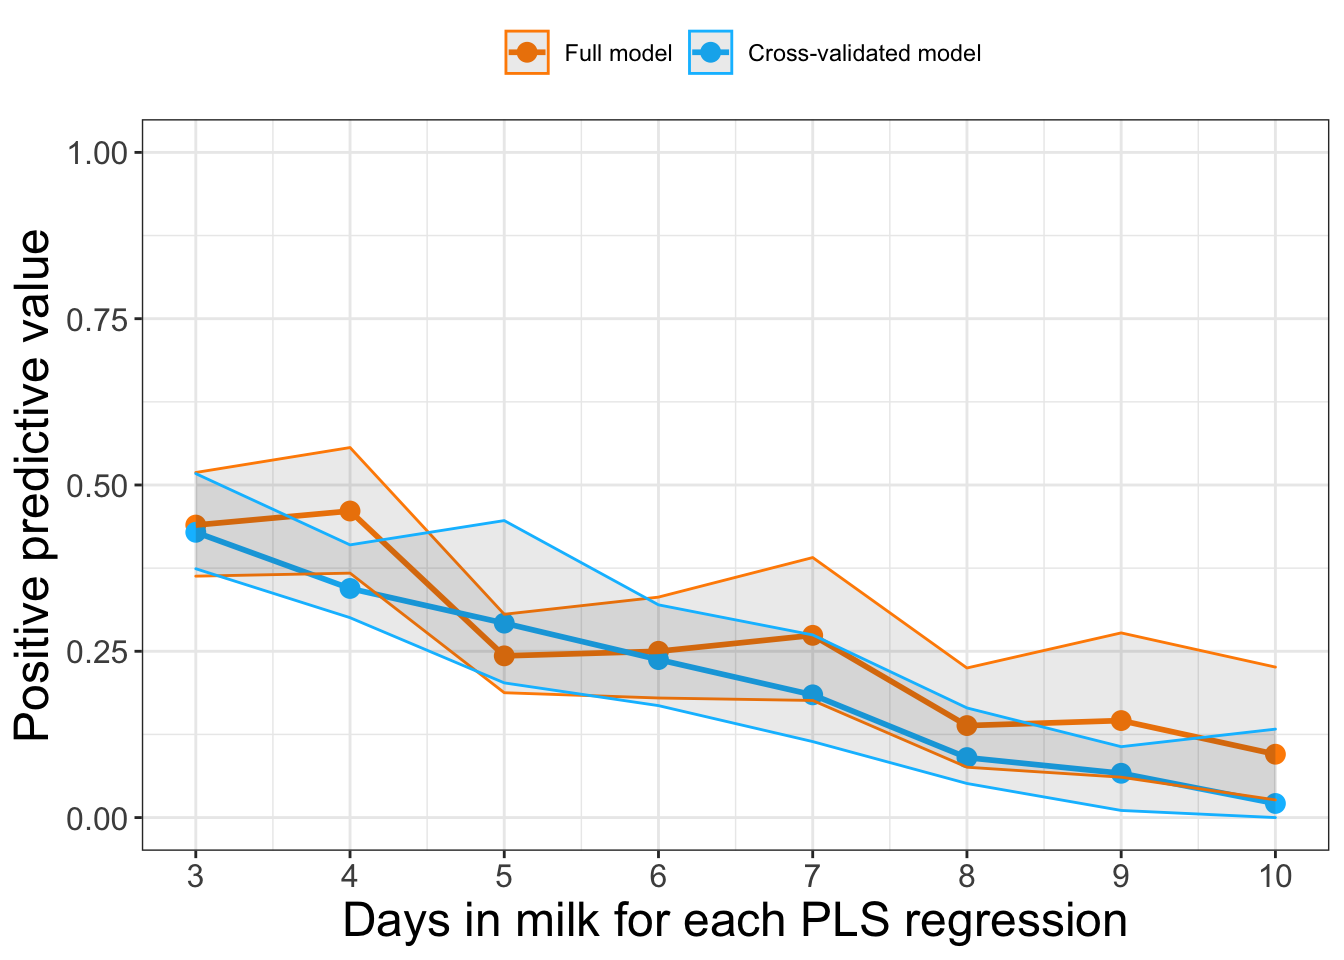 Full model Cross-validated model
Positive predictive value
1.00
0.75
0.50
0.25
0.00
3 4 5 6 7 8 9 10
Days in milk for each PLS regression